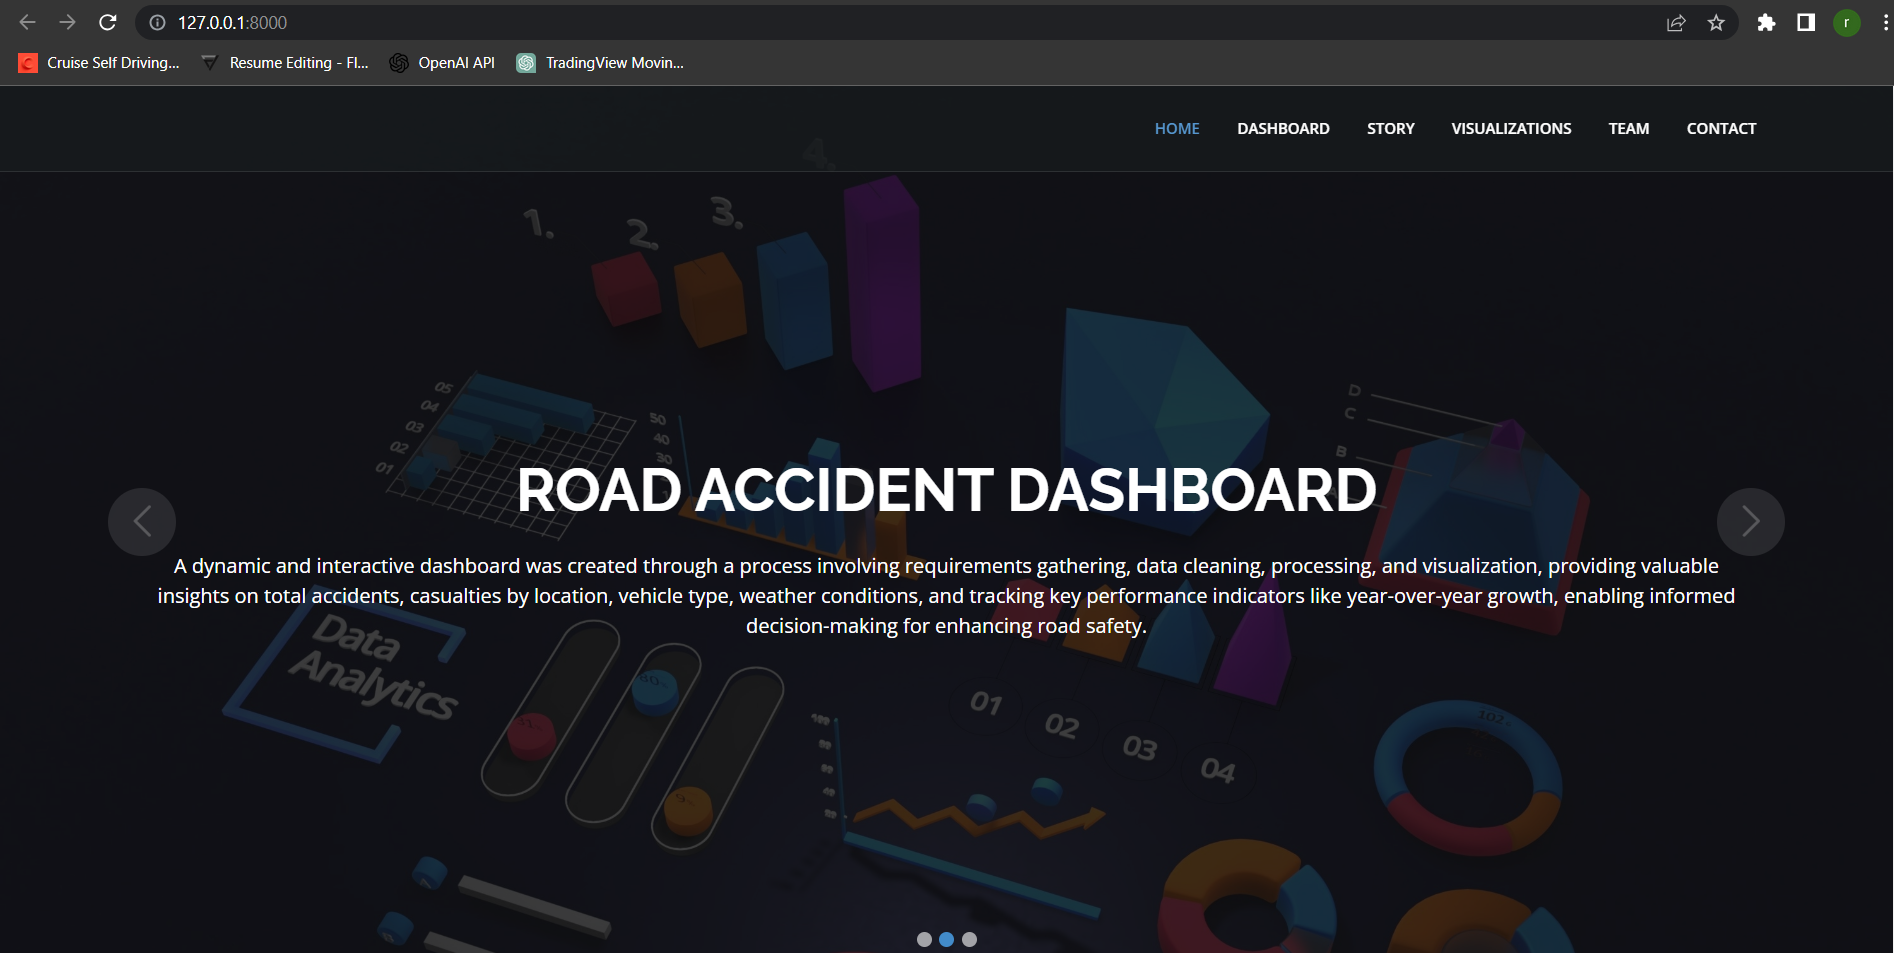 127.0.0.1:8000
r
Cruise Self Driving...
Resume Editing - Fl...
OpenAI API
TradingView Movin...
HOME
DASHBOARD
STORY
VISUALIZATIONS
TEAM
CONTACT
4.
1.
2.
3.
05
04
03
02
01
50
40
30
D
C
B
ROAD ACCIDENT DASHBOARD
A dynamic and interactive dashboard was created through a process involving requirements gathering, data cleaning, processing, and visualization, providing valuable
insights on total accidents, casualties by location, vehicle type, weather conditions, and tracking key performance indicators like year-over-year growth, enabling informed
decision-making for enhancing road safety.
Data
Analytics
01
02
03
04